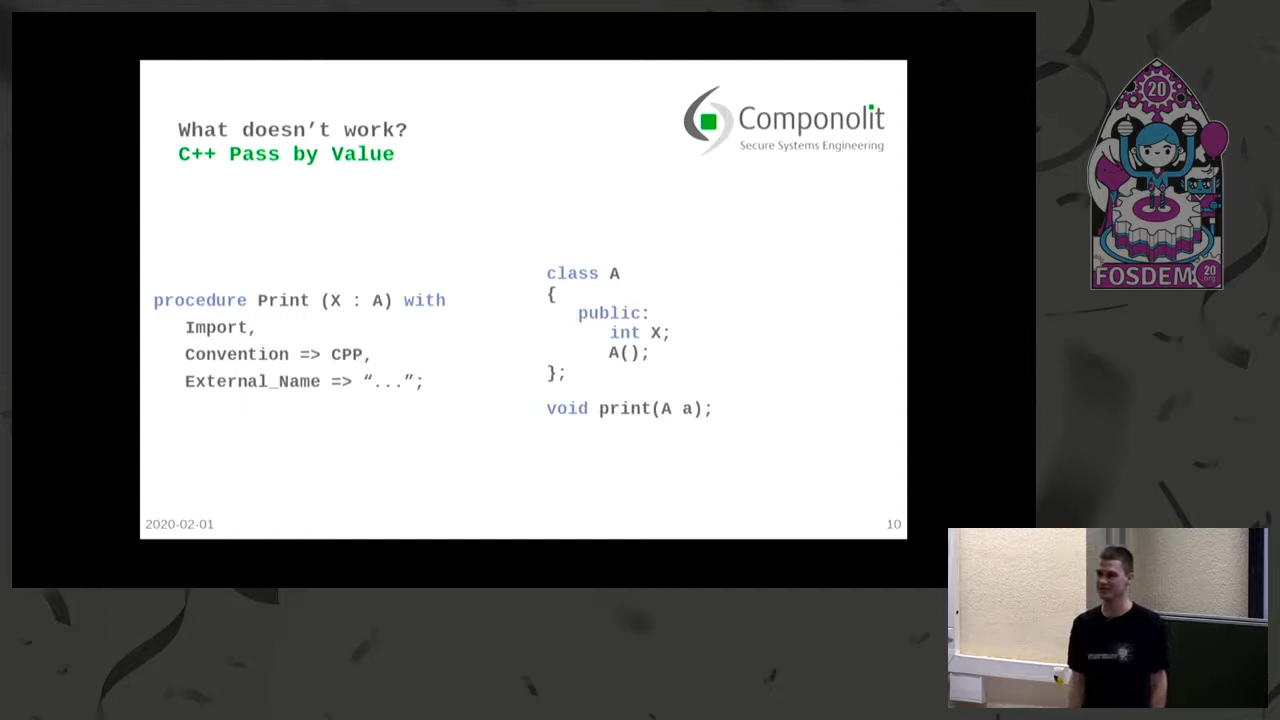 What doesn’t work?
C++ Pass by Value
Componolit
Secure Systems Engineering
procedure Print (X : A) with
Import,
Convention => CPP,
External_Name => “...”;
class A
{
public:
int X;
A();
};
void print(A a);
2020-02-01
10
20
FOSDEM
20
.org